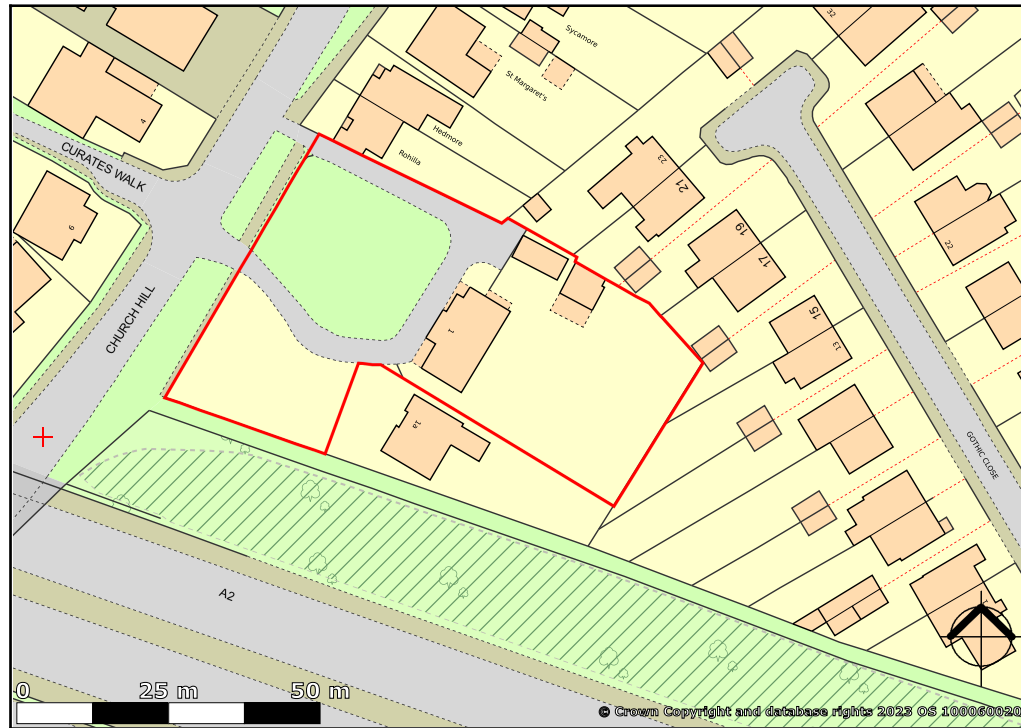 32
Sycamore
St Margaret's
4
Hedmore
Rohilla
CURATES WALK
23
21
6
19
17
22
CHURCH HILL
15
13
1
1a
GOTHIC CLOSE
A2
1
0 25 m 50 m
© Crown Copyright and database rights 2023 OS 100060020